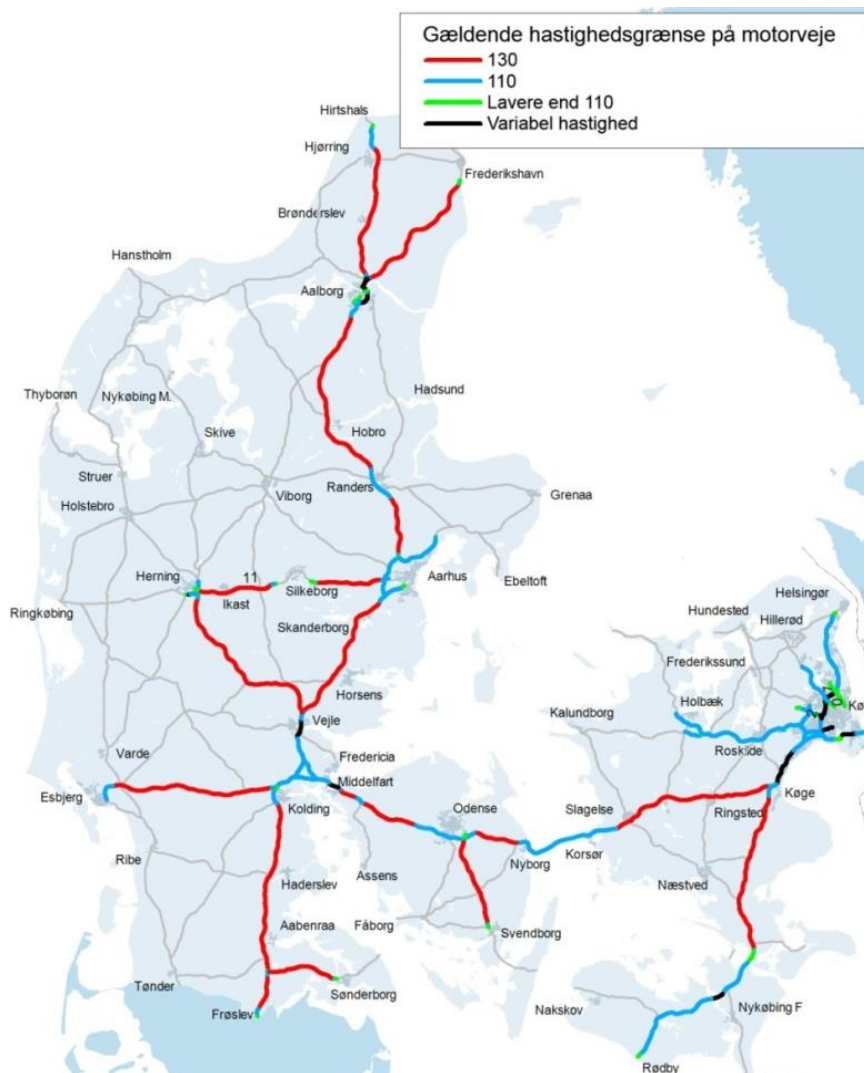 Gældende hastighedsgrænse på motorveje
130
110
Lavere end 110
Variabel hastighed
Hirtshals
Hjørring
Frederikshavn
Brønderslev
Hanstholm
Aalborg
Thyborøn
Nykøbing M.
Hadsund
Hobro
Skive
Struer
Viborg
Randers
Holstebro
Grenaa
Herning
11
Silkeborg
Aarhus
Ebeltoft
Ikast
Ringkøbing
Skanderborg
Helsingør
Hundested
Hillerød
Frederikssund
Horsens
Holbæk
Kø
Kalundborg
Vejle
Roskilde
Varde
Fredericia
Middelfart
Esbjerg
Kolding
Odense
Slagelse
Ringsted
Køge
Nyborg
Korsør
Ribe
Assens
Haderslev
Næstved
Aabenraa
Fåborg
Svendborg
Tønder
Sønderborg
Frøslev
Nakskov
Nykøbing F
Rødby